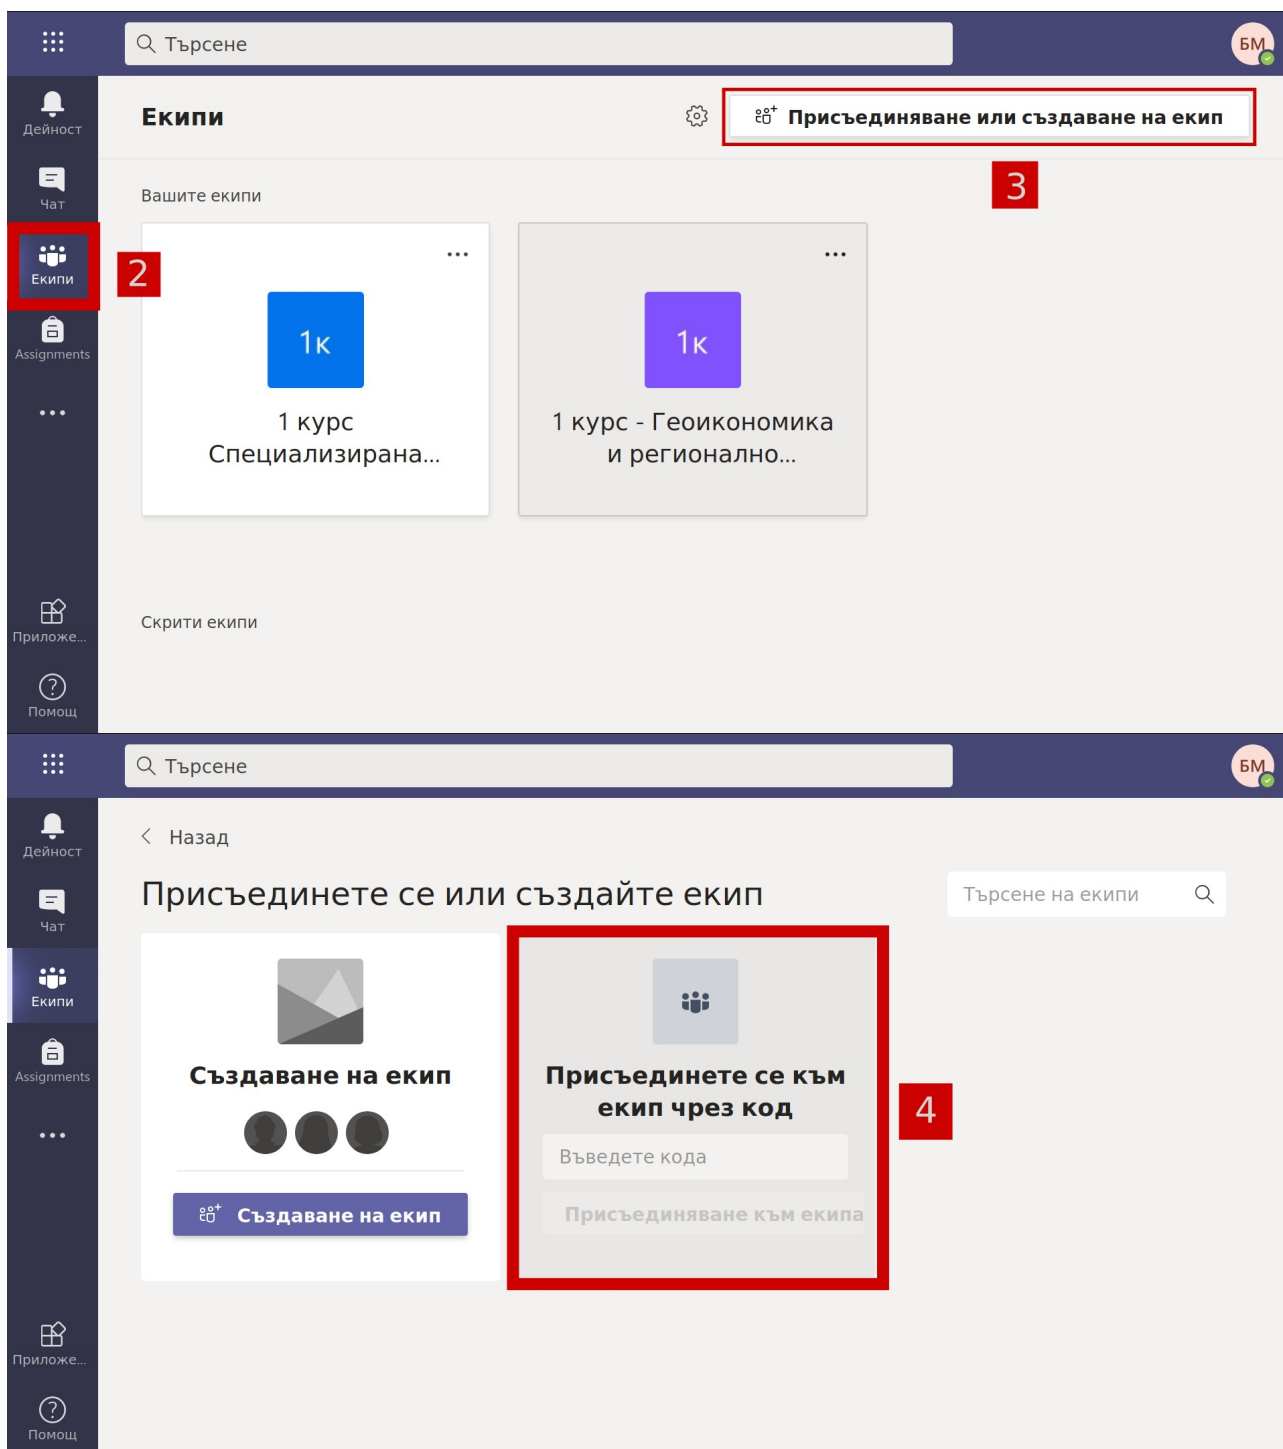 Търсене
БМ
Дейност
Екипи
Присъединяване или създаване на екип
3
Чат
Вашите екипи
Екипи
2
Assignments
1к
1 курс
Специализирана...
1к
1 курс - Геоикономика
и регионално...
Приложе...
Скрити екипи
Помощ
Търсене
БМ
Дейност
Назад
Чат
Присъединете се или създайте екип
Търсене на екипи
Екипи
Assignments
Създаване на екип
Създаване на екип
Присъединете се към
екип чрез код
Въведете кода
Присъединяване към екипа
4
Приложе...
Помощ